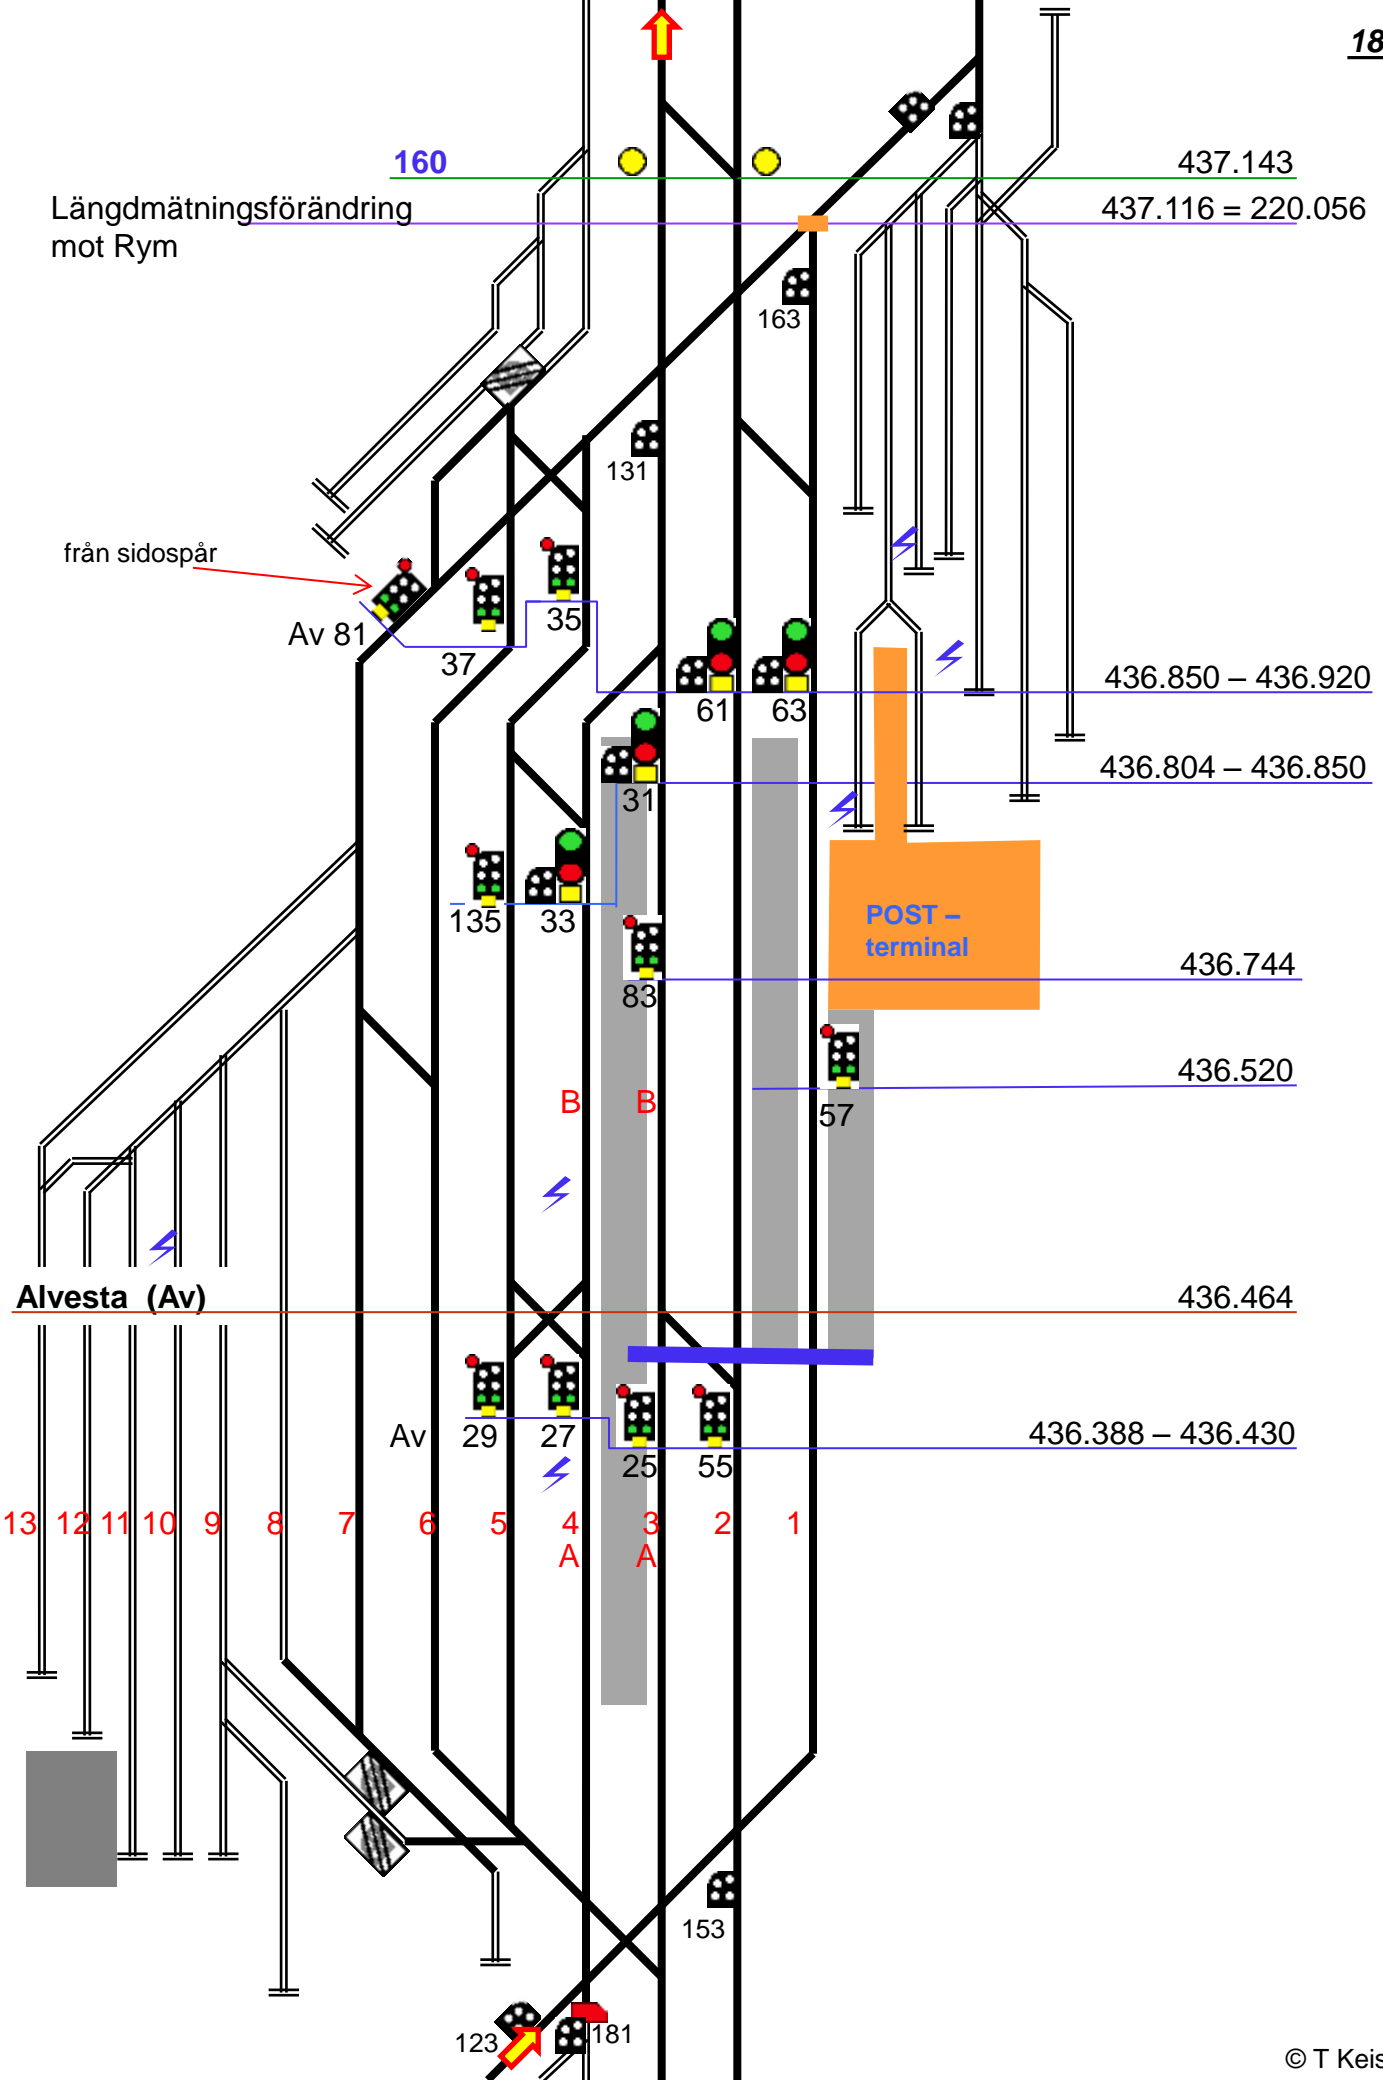 18
160
437.143
Längdmätningsförändring
mot Rym
437.116 = 220.056
163
131
från sidospår
Av 81
37
35
61
63
436.850 – 436.920
31
436.804 – 436.850
135
33
POST –
terminal
83
436.744
436.520
B
B
57
Alvesta (Av)
436.464
Av
29
27
25
55
436.388 – 436.430
13
12
11
10
9
8
7
6
5
4
3
2
1
A
A
153
123
181
© T Keis